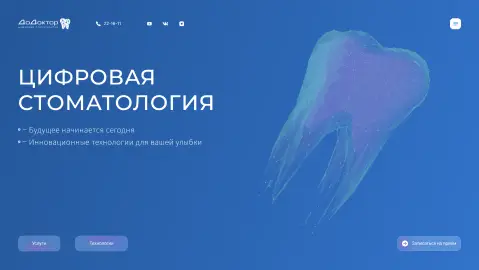 ДоДоктор
22-16-11
ЦИФРОВАЯ
СТОМАТОЛОГИЯ
– Будущее начинается сегодня
– Инновационные технологии для вашей улыбки
Услуги
Технологии
Записаться на прием